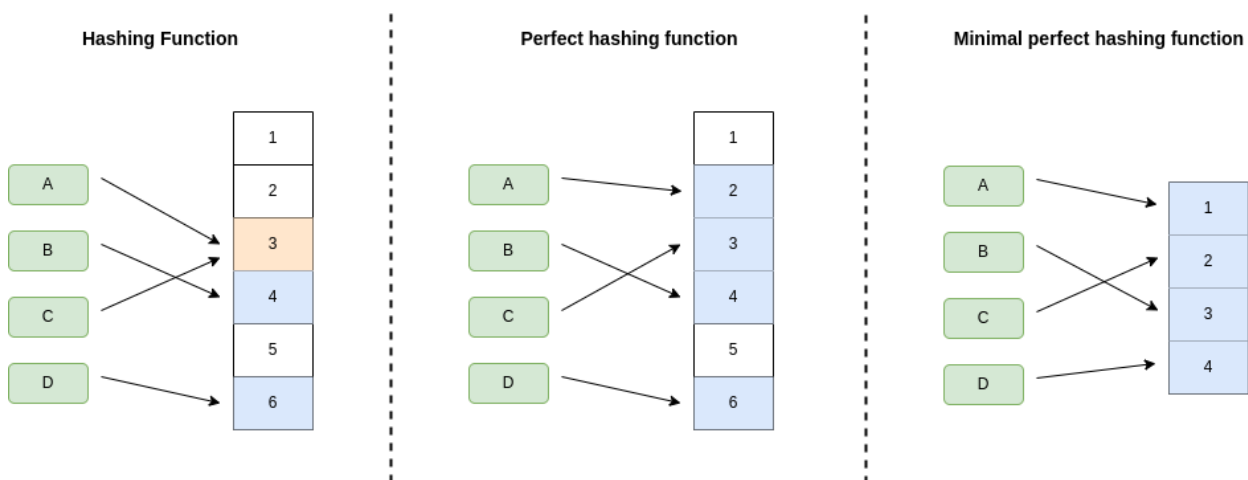 Hashing Function
A
B
C
D
1
2
3
4
5
6
Perfect hashing function
A
B
C
D
1
2
3
4
5
6
Minimal perfect hashing function
A
B
C
D
1
2
3
4